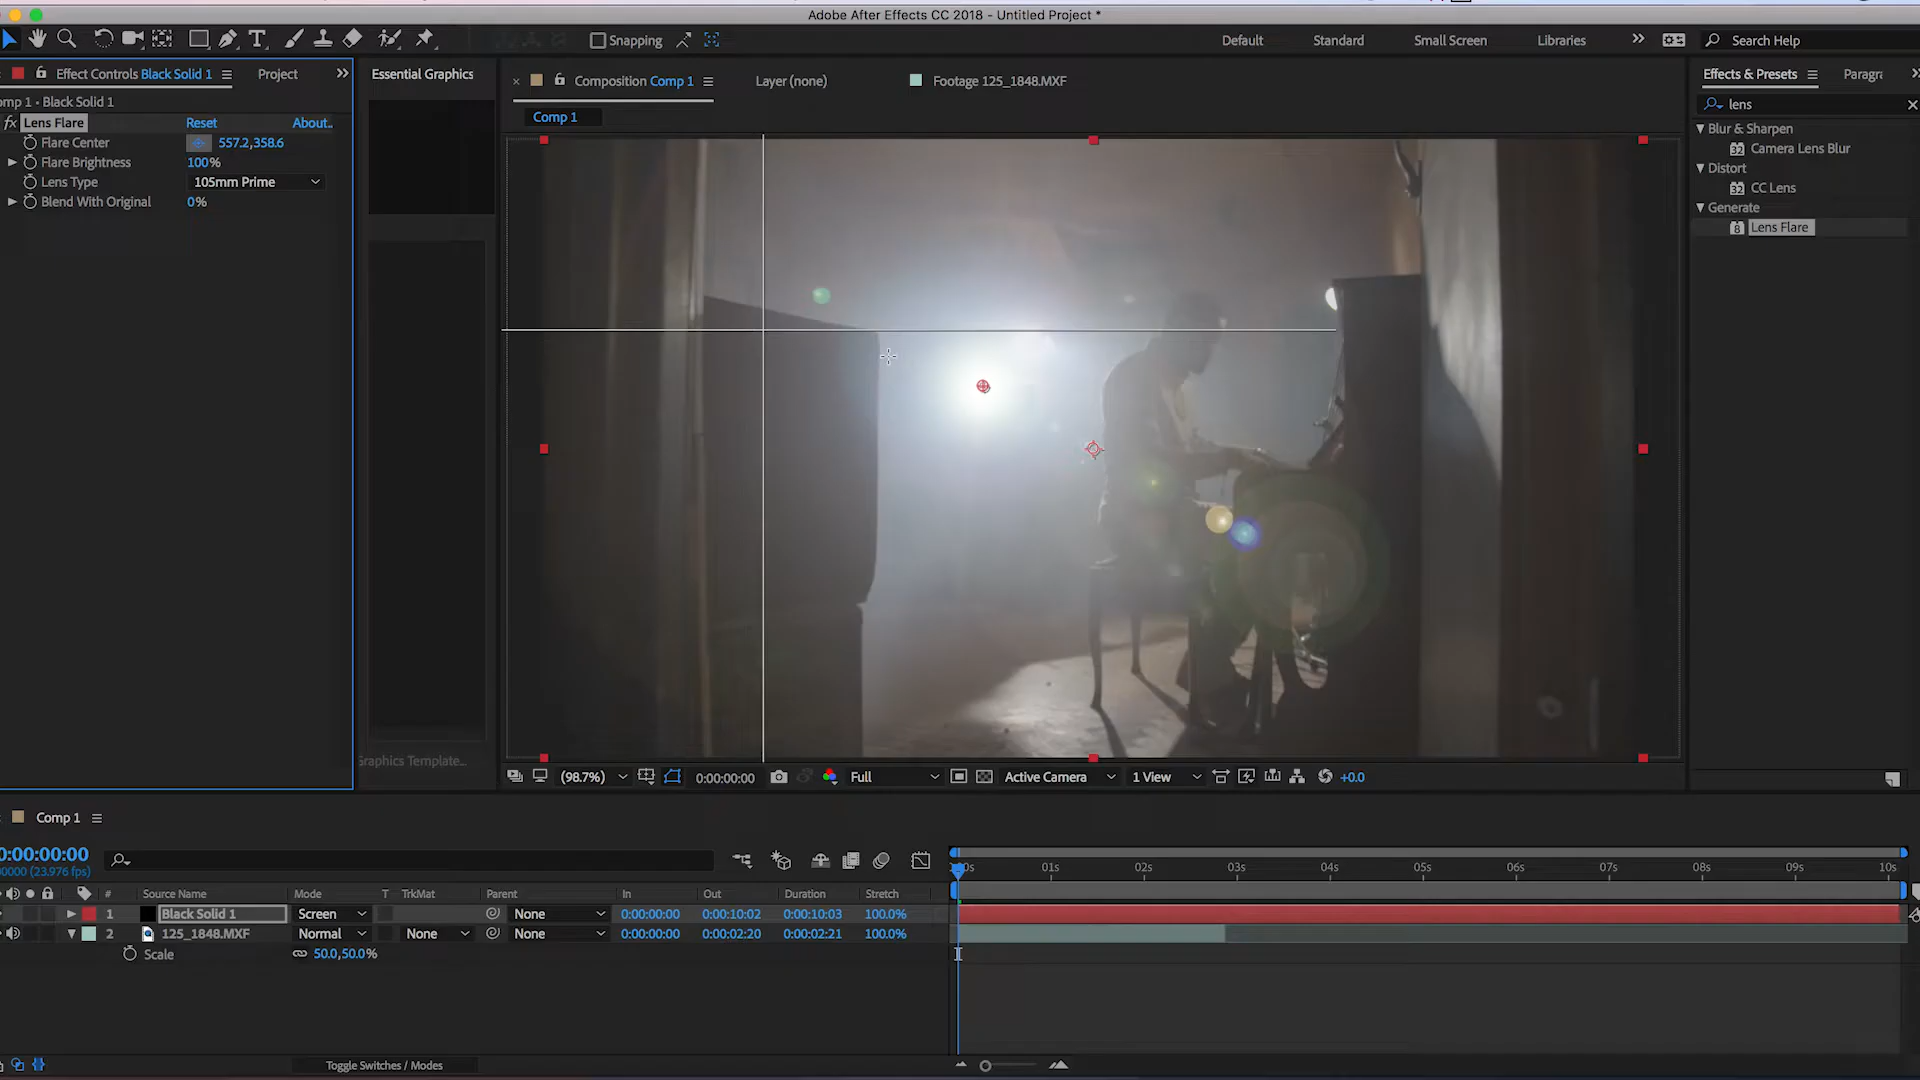 Adobe After Effects CC 2018 - Untitled Project *
Snapping
Default
Standard
Small Screen
Libraries
Search Help
Effect Controls Black Solid 1
Project
Essential Graphics
Composition Comp 1
Layer (none)
Footage 125_1848.MXF
Effects & Presets
Paragr
omp 1 • Black Solid 1
Comp 1
lens
fx Lens Flare
Reset
About..
Flare Center
557.2,358.6
Flare Brightness
100%
Lens Type
105mm Prime
Blend With Original
0%
Blur & Sharpen
32 Camera Lens Blur
Distort
32 CC Lens
Generate
8 Lens Flare
Graphics Template...
(98.7%)
0:00:00:00
Full
Active Camera
1 View
+0.0
Comp 1
0:00:00:00
00000 (23.976 fps)
01s
02s
03s
04s
05s
06s
07s
08s
09s
10s
# Source Name Mode T TrkMat Parent In Out Duration Stretch
1 Black Solid 1 Screen None 0:00:00:00 0:00:10:02 0:00:10:03 100.0%
2 125_1848.MXF Normal None None 0:00:00:00 0:00:02:20 0:00:02:21 100.0%
Scale 50.0,50.0%
Toggle Switches / Modes